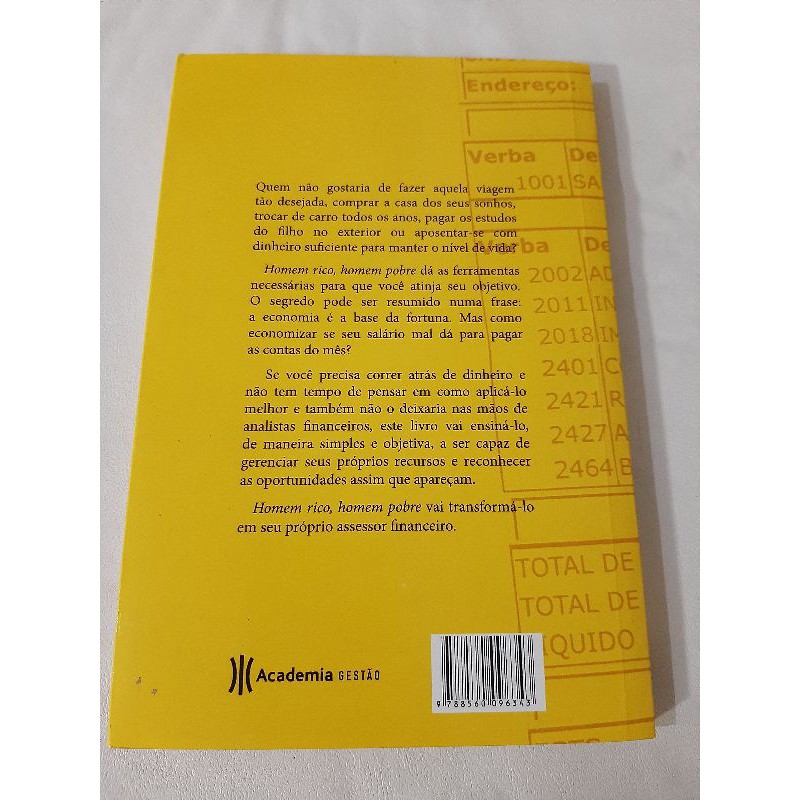 Endereço:
Verba De
1001 SA
Quem não gostaria de fazer aquela viagem
tão desejada, comprar a casa dos seus sonhos,
trocar de carro todos os anos, pagar os estudos
do filho no exterior ou aposentar-se com
dinheiro suficiente para manter o nível de vida?
Homem rico, homem pobre dá as ferramentas
necessárias para que você atinja seu objetivo.
O segredo pode ser resumido numa frase:
a economia é a base da fortuna. Mas como
economizar se seu salário mal dá para pagar
as contas do mês?
Se você precisa correr atrás de dinheiro e
não tem tempo de pensar em como aplicá-lo
melhor e também não o deixaria nas mãos de
analistas financeiros, este livro vai ensiná-lo,
de maneira simples e objetiva, a ser capaz de
gerenciar seus próprios recursos e reconhecer
as oportunidades assim que apareçam.
Homem rico, homem pobre vai transformá-lo
em seu próprio assessor financeiro.
Verba De
2002 AD
2011 IN
2018 IM
2401 C
2421 R
2427 A
2464 B
TOTAL DE
TOTAL DE
LÍQUIDO
Academia GESTÃO
9 788560 096343